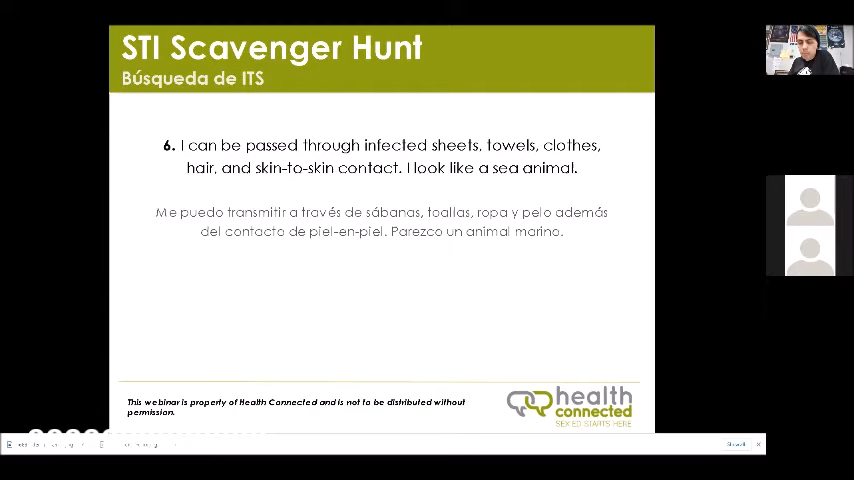 STI Scavenger Hunt
Búsqueda de ITS
6. I can be passed through infected sheets, towels, clothes,
hair, and skin-to-skin contact. I look like a sea animal.
Me puedo transmitir a través de sábanas, toallas, ropa y pelo además
del contacto de piel-en-piel. Parezco un animal marino.
This webinar is property of Health Connected and is not to be distributed without
permission.
health
connected
SEX ED STARTS HERE
Show all